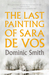 THE LAST
PAINTING OF
SARA
DE VOS
Dominic Smith